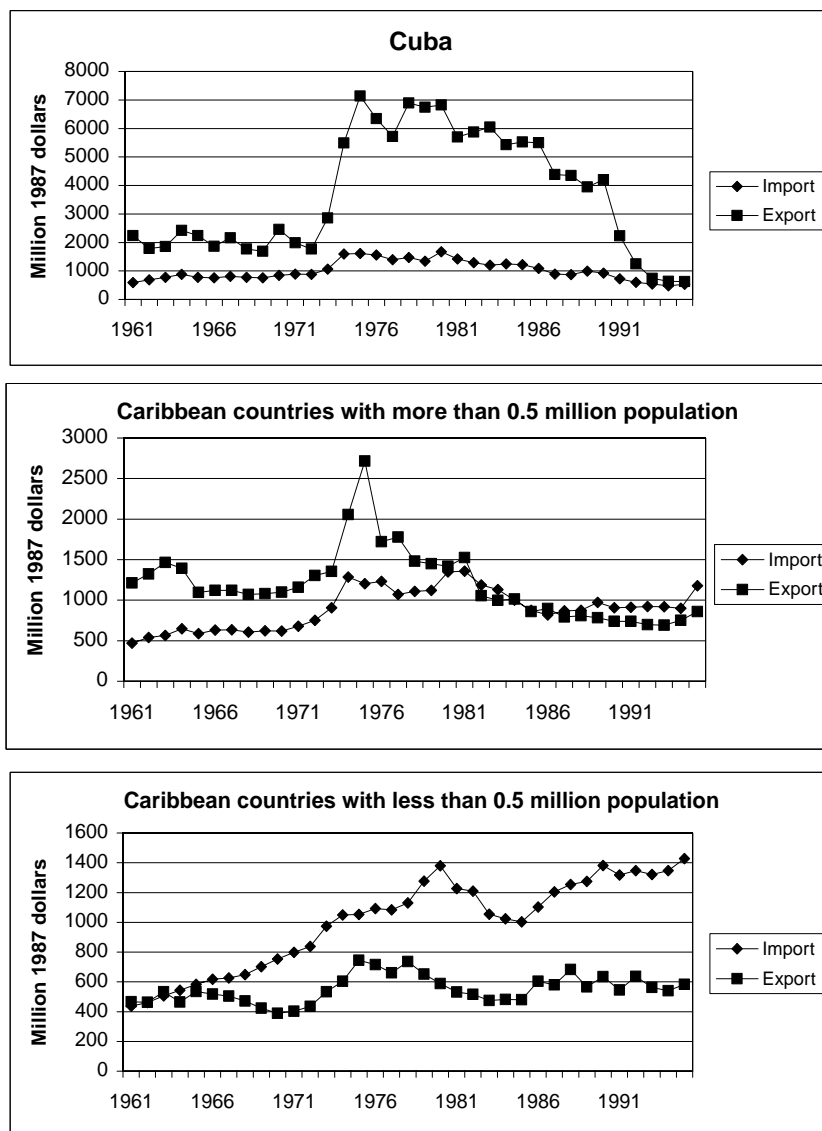 Cuba
Million 1987 dollars
8000
7000
6000
5000
4000
3000
2000
1000
0
1961 1966 1971 1976 1981 1986 1991
Import
Export
Caribbean countries with more than 0.5 million population
Million 1987 dollars
3000
2500
2000
1500
1000
500
0
1961 1966 1971 1976 1981 1986 1991
Import
Export
Caribbean countries with less than 0.5 million population
Million 1987 dollars
1600
1400
1200
1000
800
600
400
200
0
1961 1966 1971 1976 1981 1986 1991
Import
Export